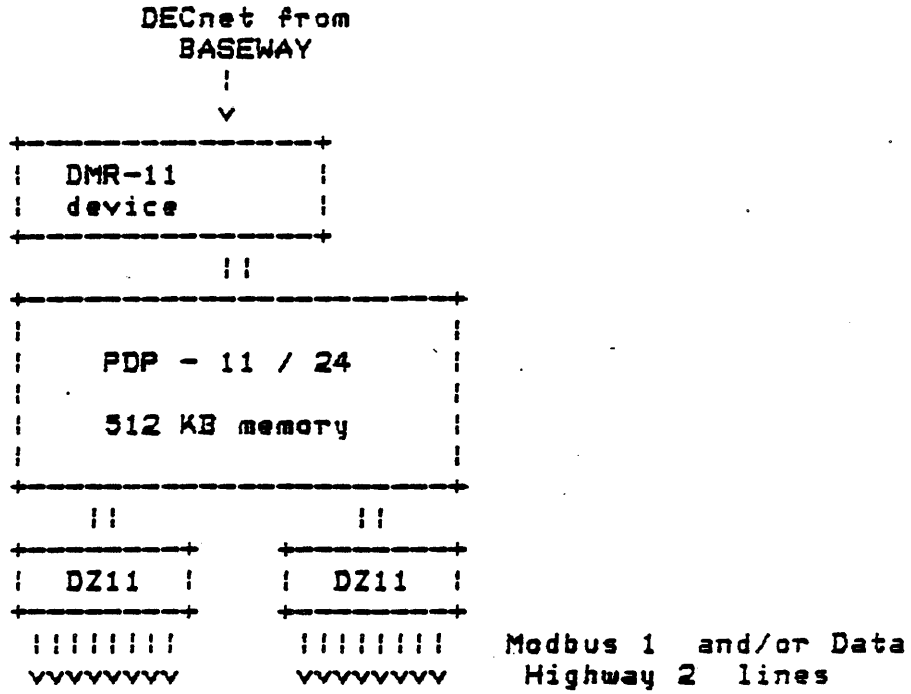 DECnet from
BASEWAY
DMR-11
device
PDP - 11 / 24
512 KB memory
DZ11 DZ11
Modbus 1 and/or Data
Highway 2 lines